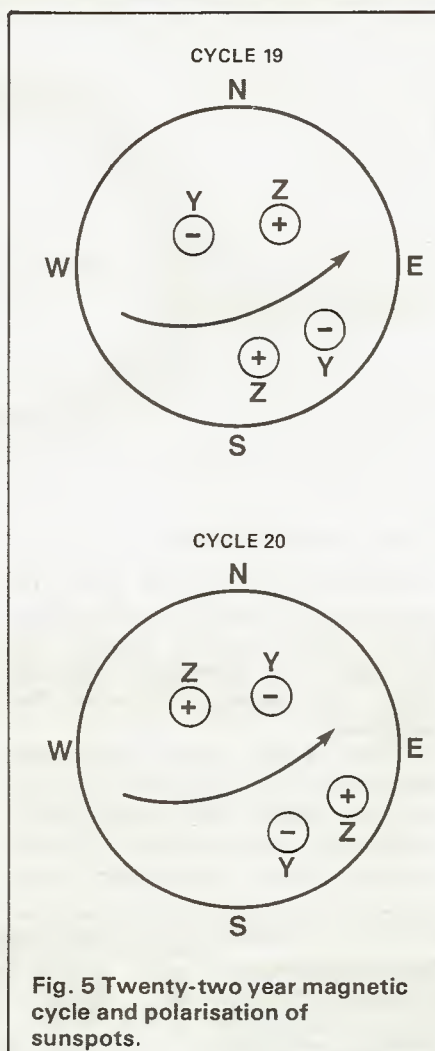 CYCLE 19
N
Y Z
− +
W E
+ −
Z Y
S
CYCLE 20
N
Z Y
+ −
W E
+
− Z
Y
S
Fig. 5 Twenty-two year magnetic
cycle and polarisation of
sunspots.